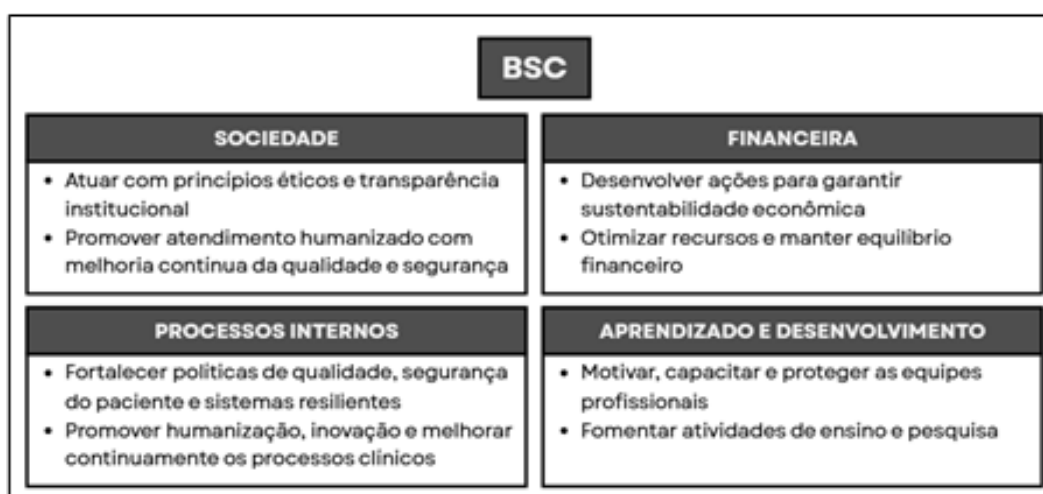 BSC
SOCIEDADE
• Atuar com princípios éticos e transparência
institucional
• Promover atendimento humanizado com
melhoria contínua da qualidade e segurança
FINANCEIRA
• Desenvolver ações para garantir
sustentabilidade econômica
• Otimizar recursos e manter equilíbrio
financeiro
PROCESSOS INTERNOS
• Fortalecer políticas de qualidade, segurança
do paciente e sistemas resilientes
• Promover humanização, inovação e melhorar
continuamente os processos clínicos
APRENDIZADO E DESENVOLVIMENTO
• Motivar, capacitar e proteger as equipes
profissionais
• Fomentar atividades de ensino e pesquisa